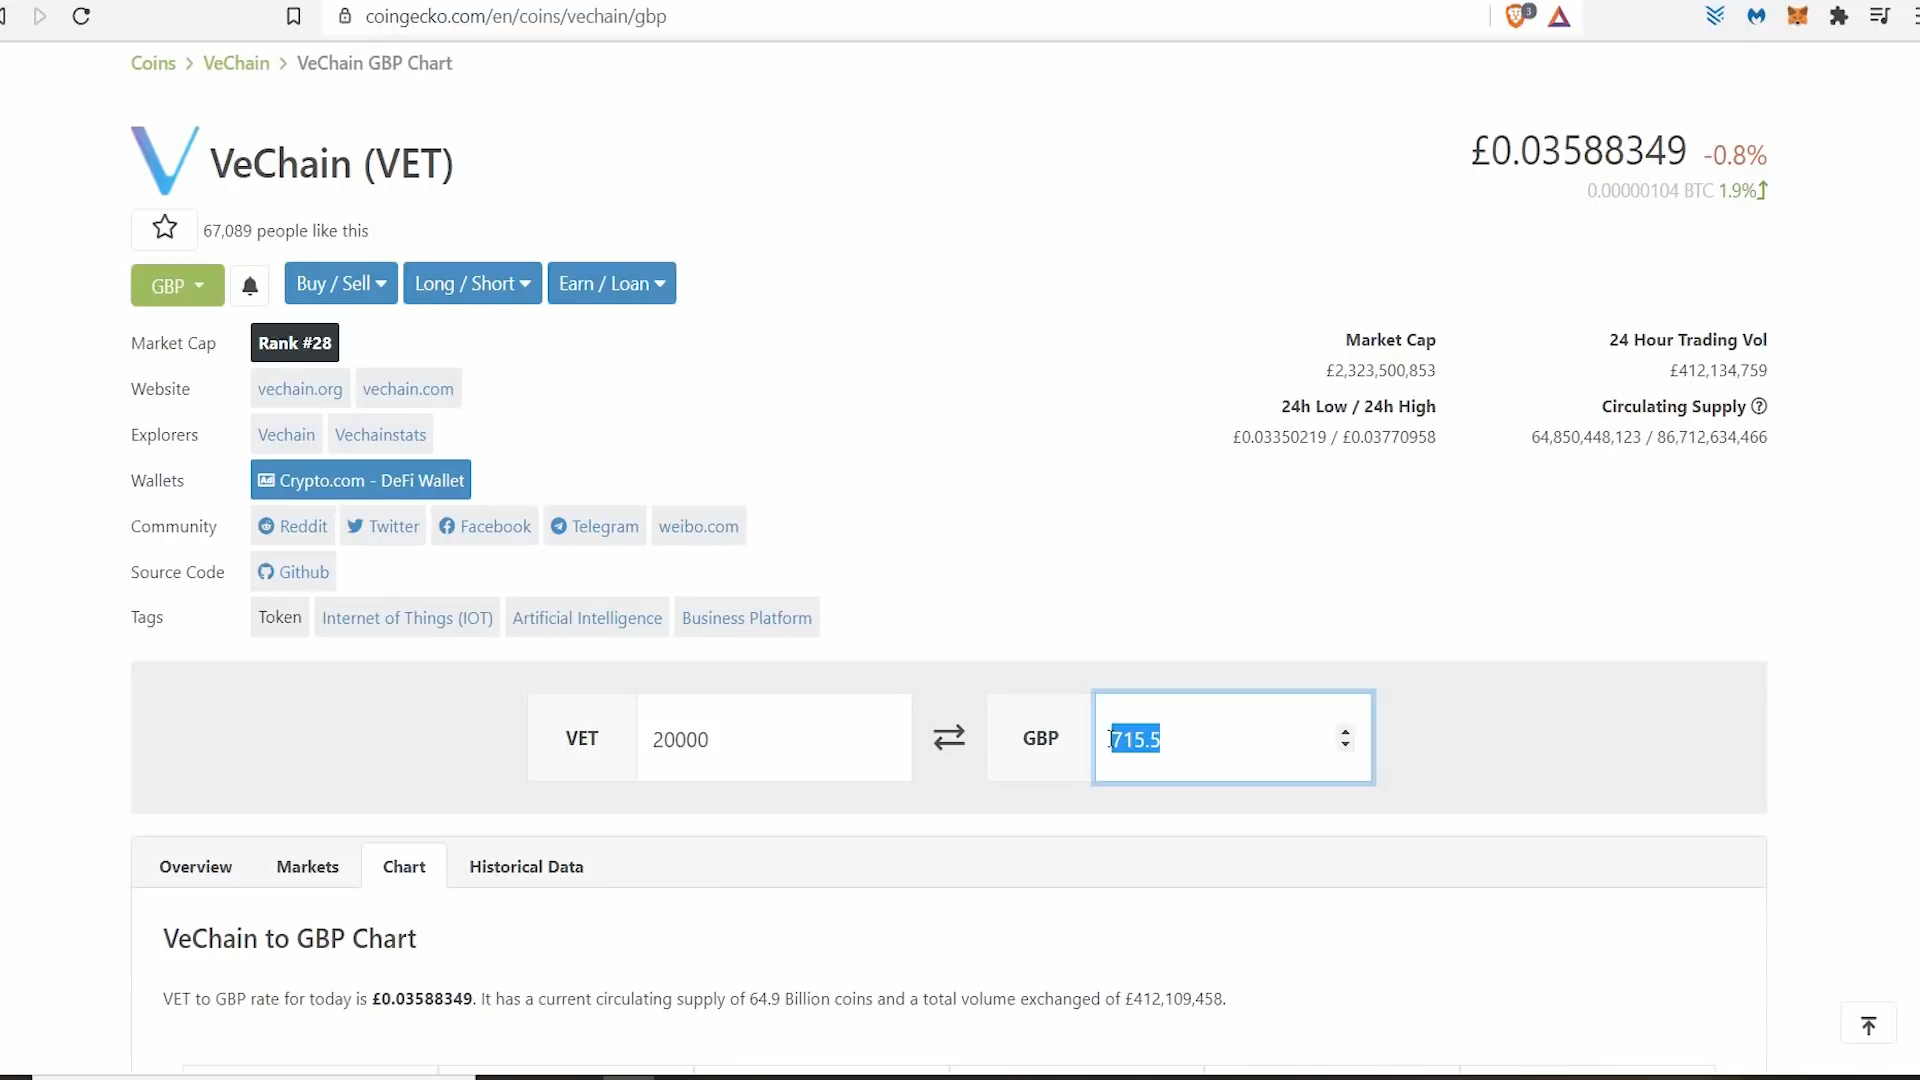 coingecko.com/en/coins/vechain/gbp
3
Coins > VeChain > VeChain GBP Chart
VeChain (VET)
£0.03588349 -0.8%
0.00000104 BTC 1.9%
67,089 people like this
GBP
Buy / Sell
Long / Short
Earn / Loan
Market Cap Rank #28
Website vechain.org vechain.com
Explorers Vechain Vechainstats
Wallets Ad Crypto.com - DeFi Wallet
Community Reddit Twitter Facebook Telegram weibo.com
Source Code Github
Tags Token Internet of Things (IOT) Artificial Intelligence Business Platform
Market Cap 24 Hour Trading Vol
£2,323,500,853 £412,134,759
24h Low / 24h High Circulating Supply
£0.03350219 / £0.03770958 64,850,448,123 / 86,712,634,466
VET 20000 GBP 715.5
Overview Markets Chart Historical Data
VeChain to GBP Chart
VET to GBP rate for today is £0.03588349. It has a current circulating supply of 64.9 Billion coins and a total volume exchanged of £412,109,458.